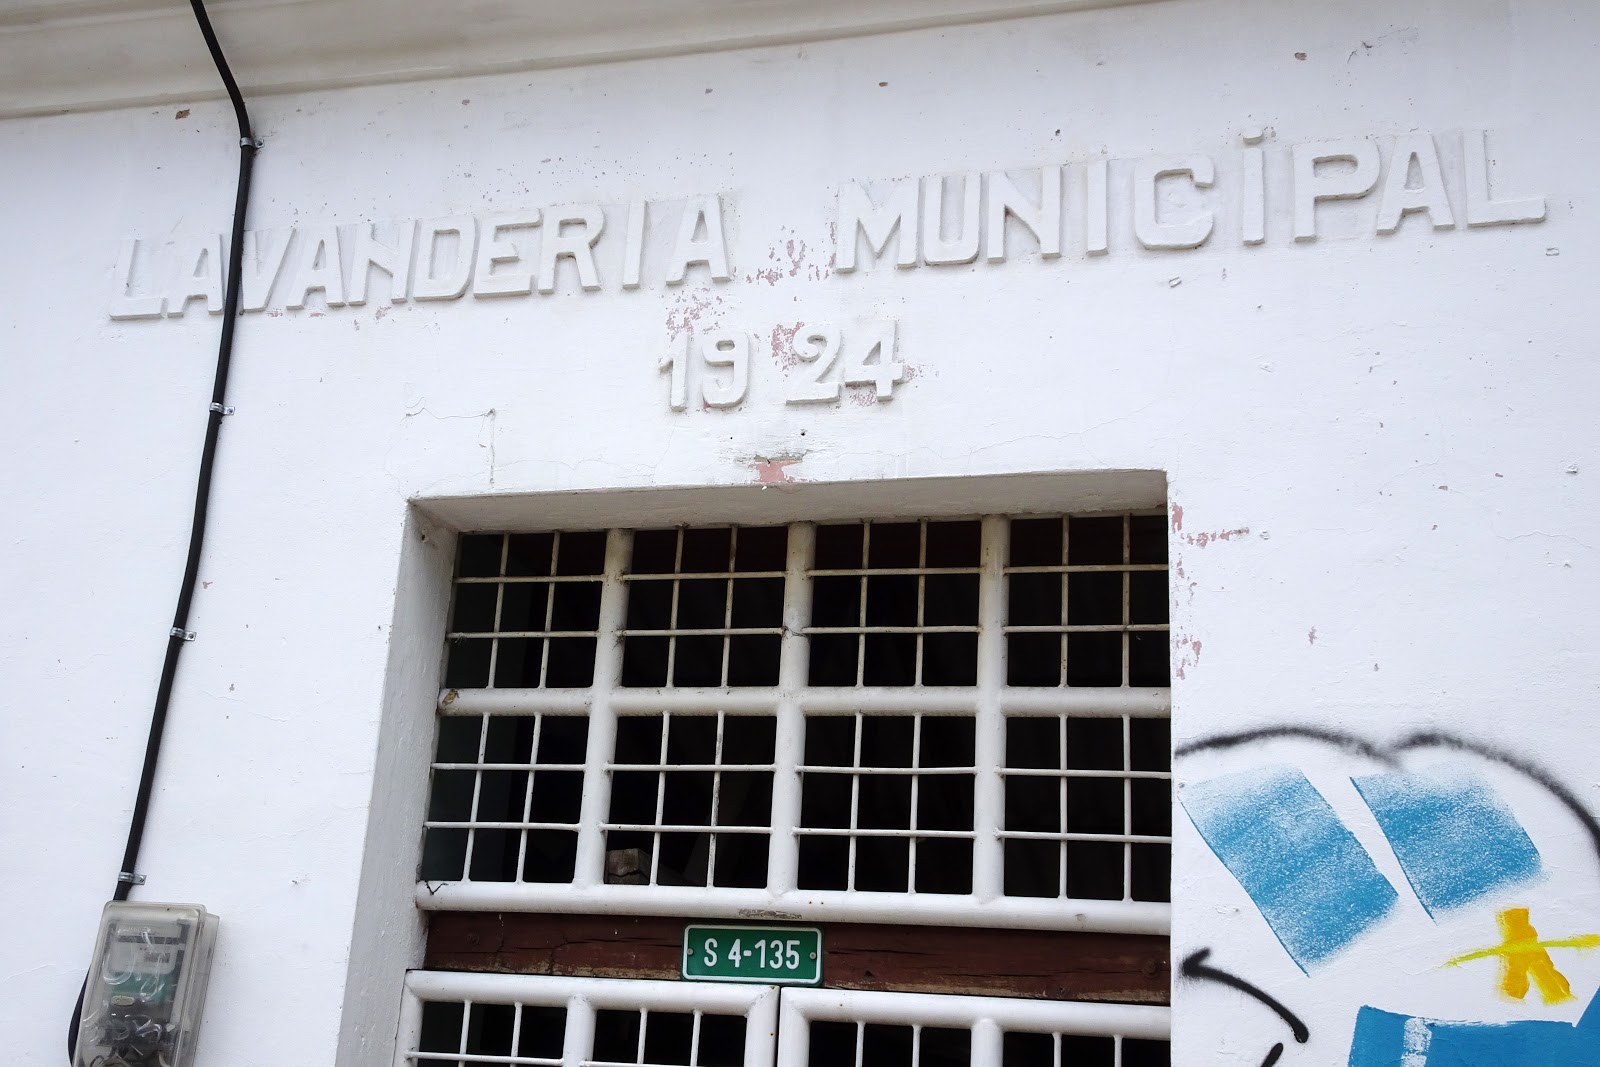 LAVANDERIA MUNICIPAL
1924
S 4-135